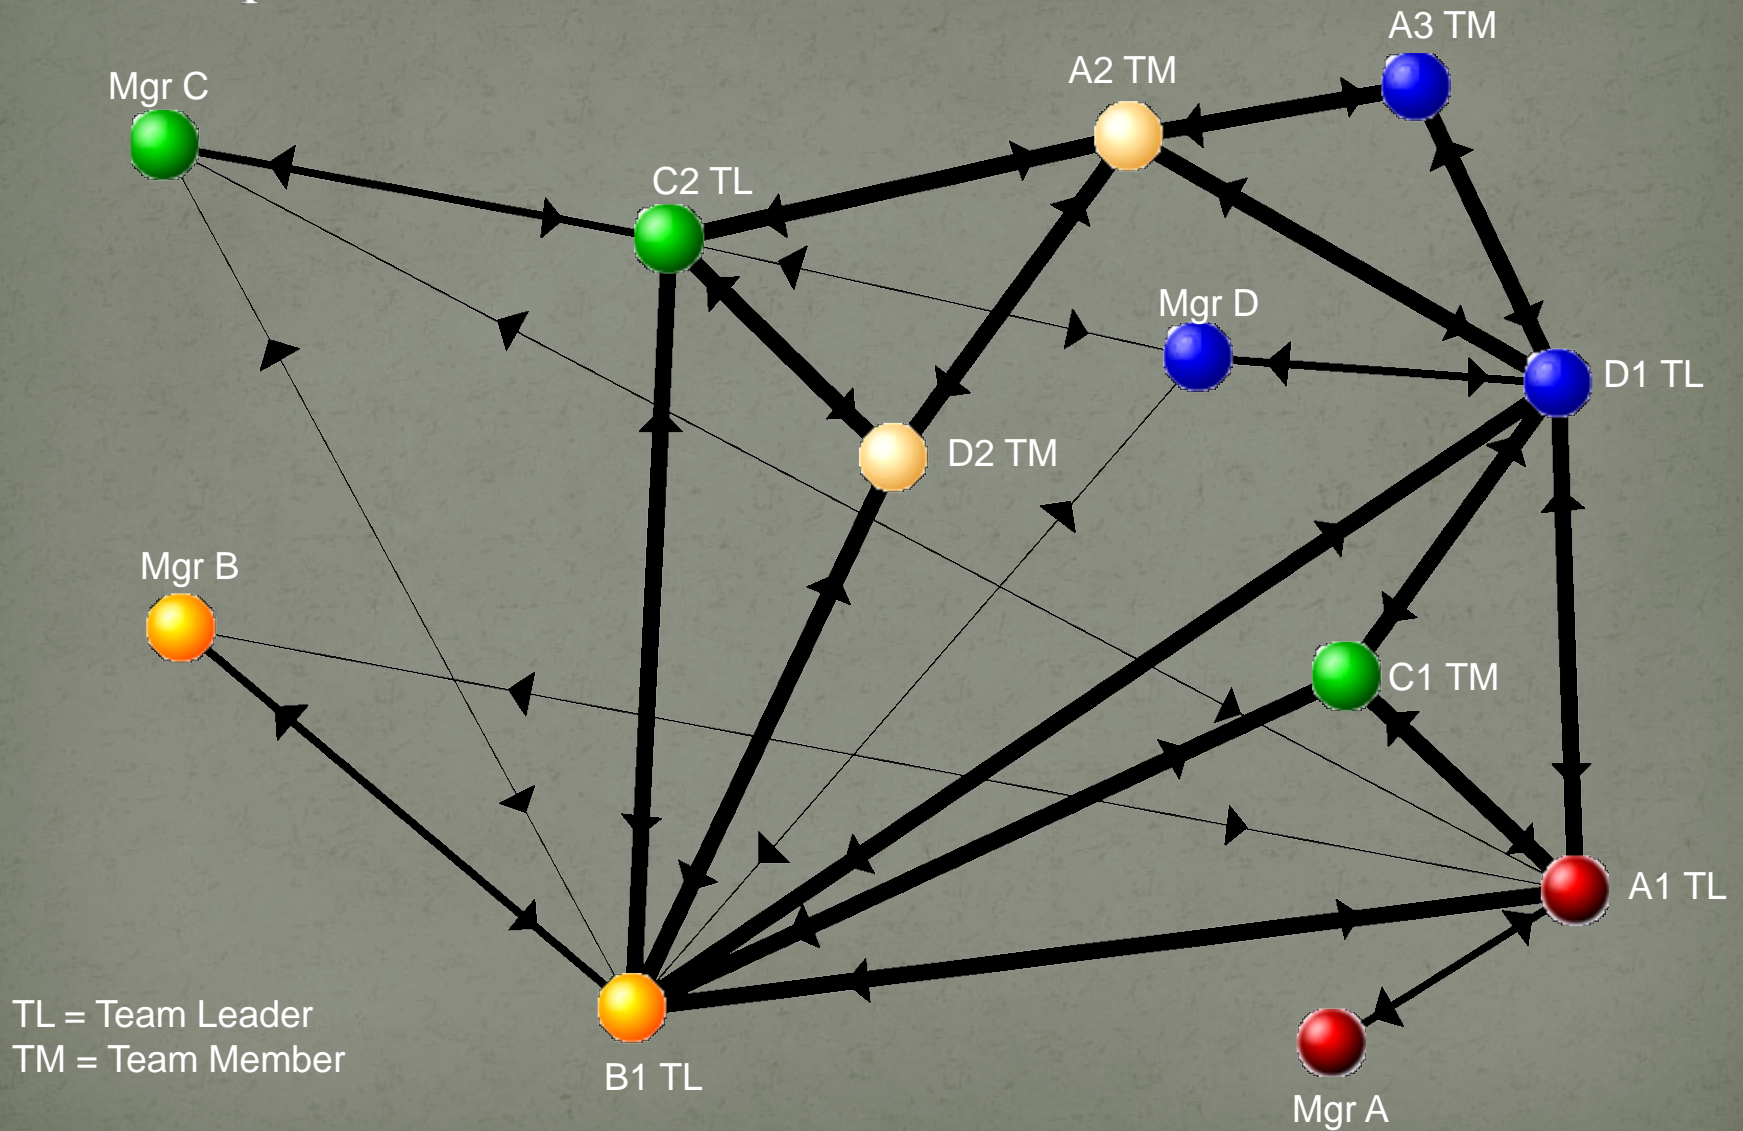 A3 TM
A2 TM
Mgr C
C2 TL
Mgr D
D1 TL
D2 TM
Mgr B
C1 TM
A1 TL
TL = Team Leader
TM = Team Member
B1 TL
Mgr A